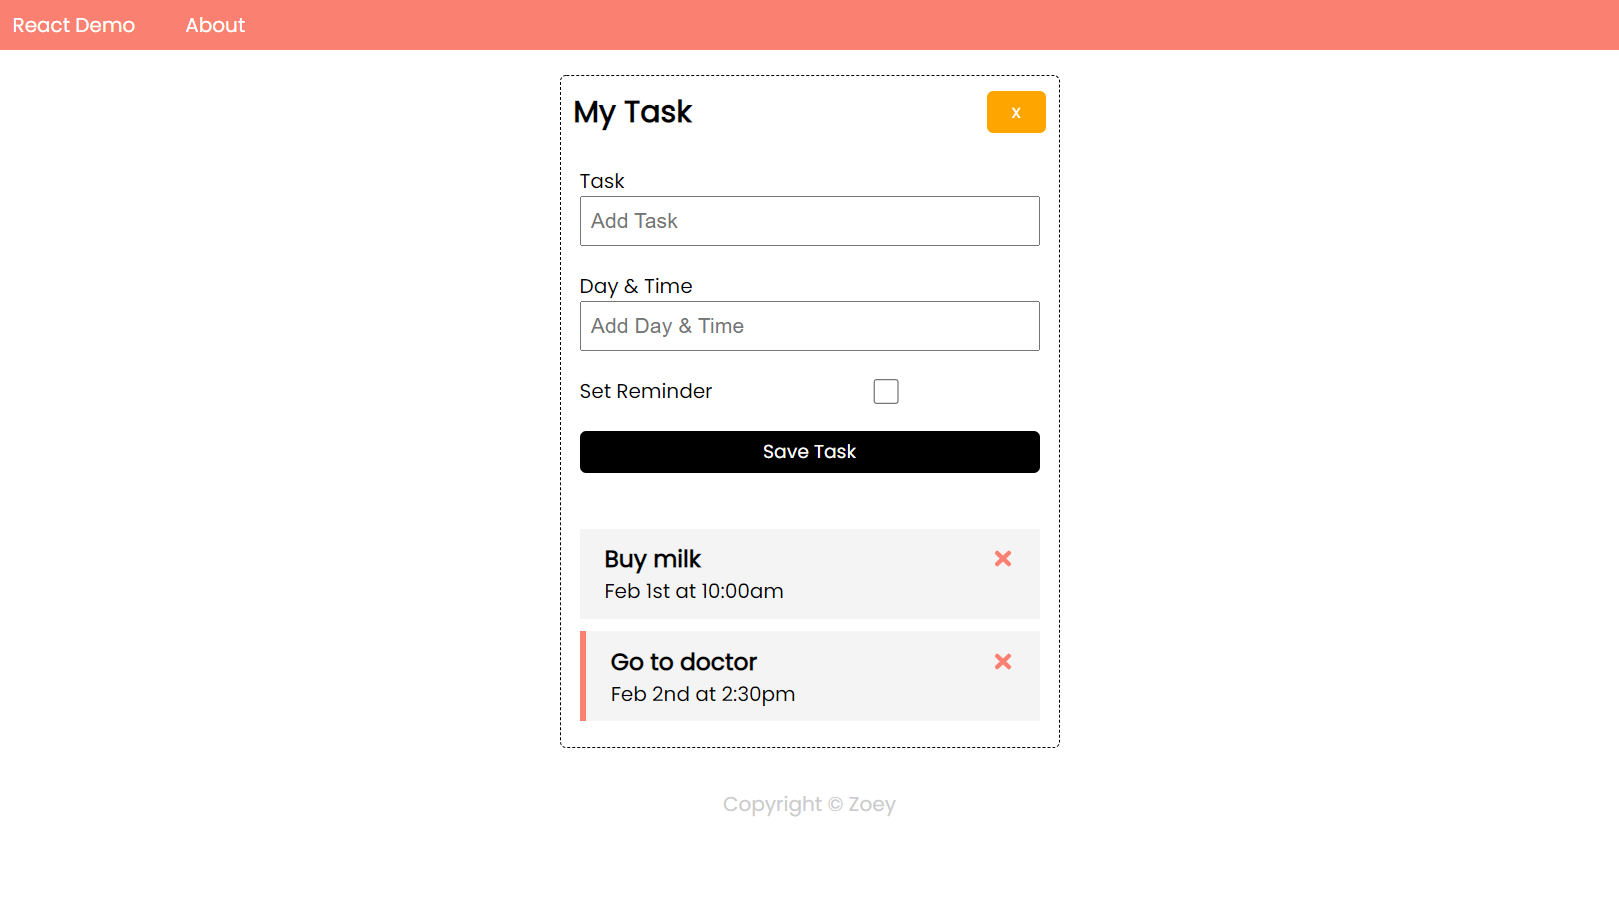 React Demo About
My Task x
Task
Add Task
Day & Time
Add Day & Time
Set Reminder
Save Task
Buy milk
Feb 1st at 10:00am
Go to doctor
Feb 2nd at 2:30pm
Copyright © Zoey